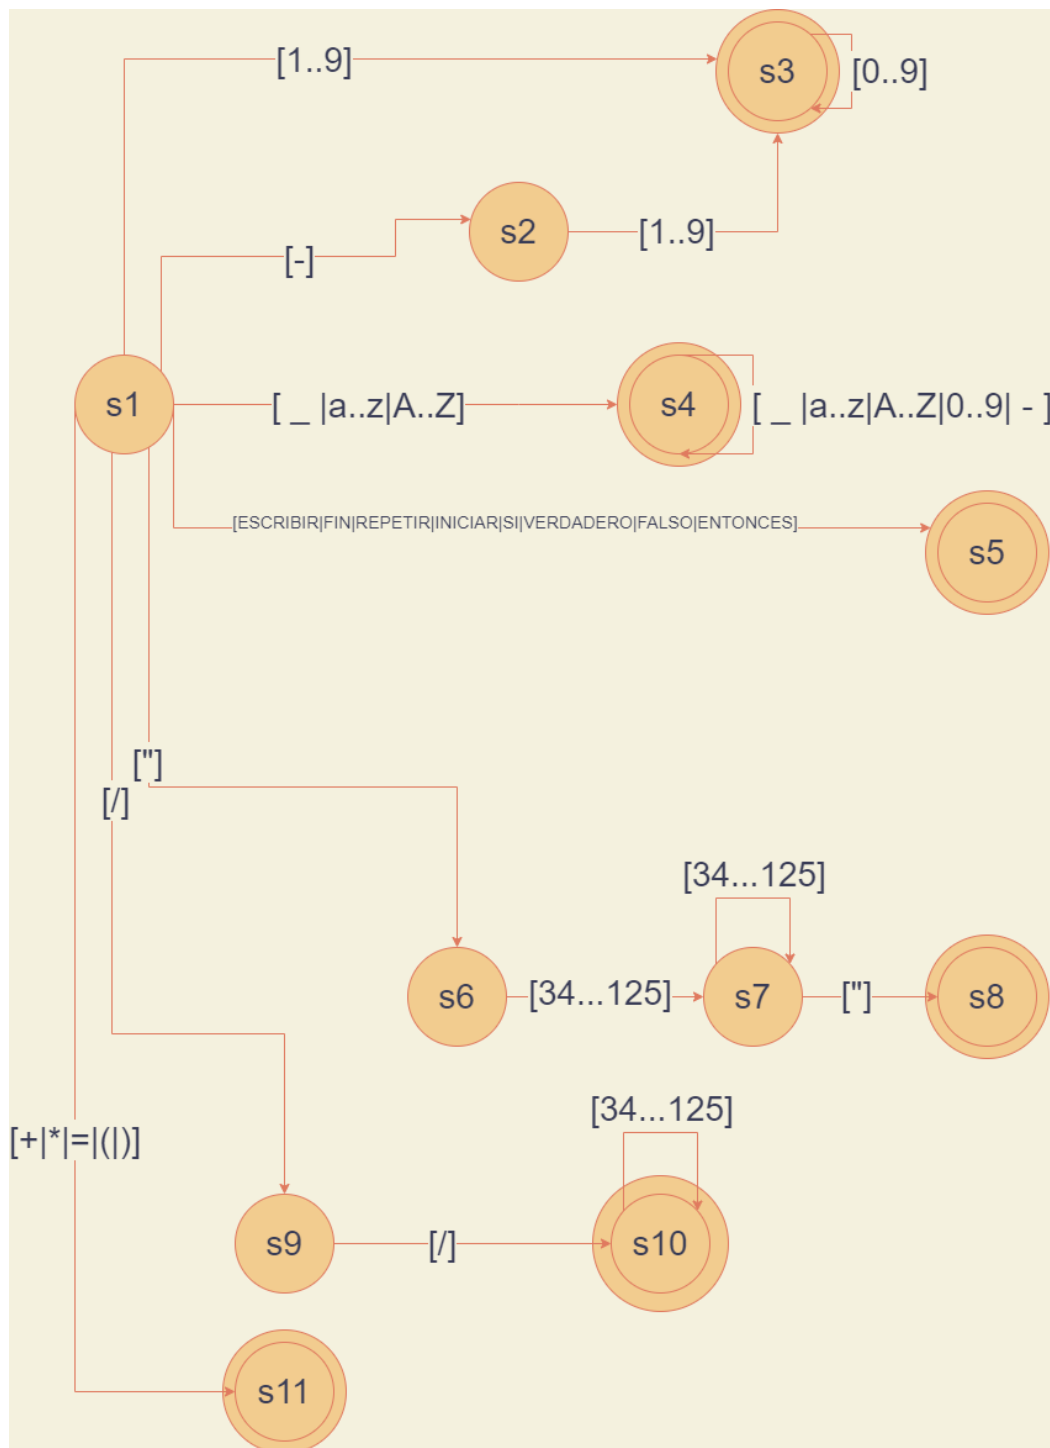 [1..9]
s3
[0..9]
s2
[1..9]
[-]
s1
[ _ |a..z|A..Z]
s4
[ _ |a..z|A..Z|0..9| - ]
[ESCRIBIR|FIN|REPETIR|INICIAR|SI|VERDADERO|FALSO|ENTONCES]
s5
["]
[/]
[34...125]
s6
[34...125]
s7
["]
s8
[34...125]
[+|*|=|(|)]
s9
[/]
s10
s11